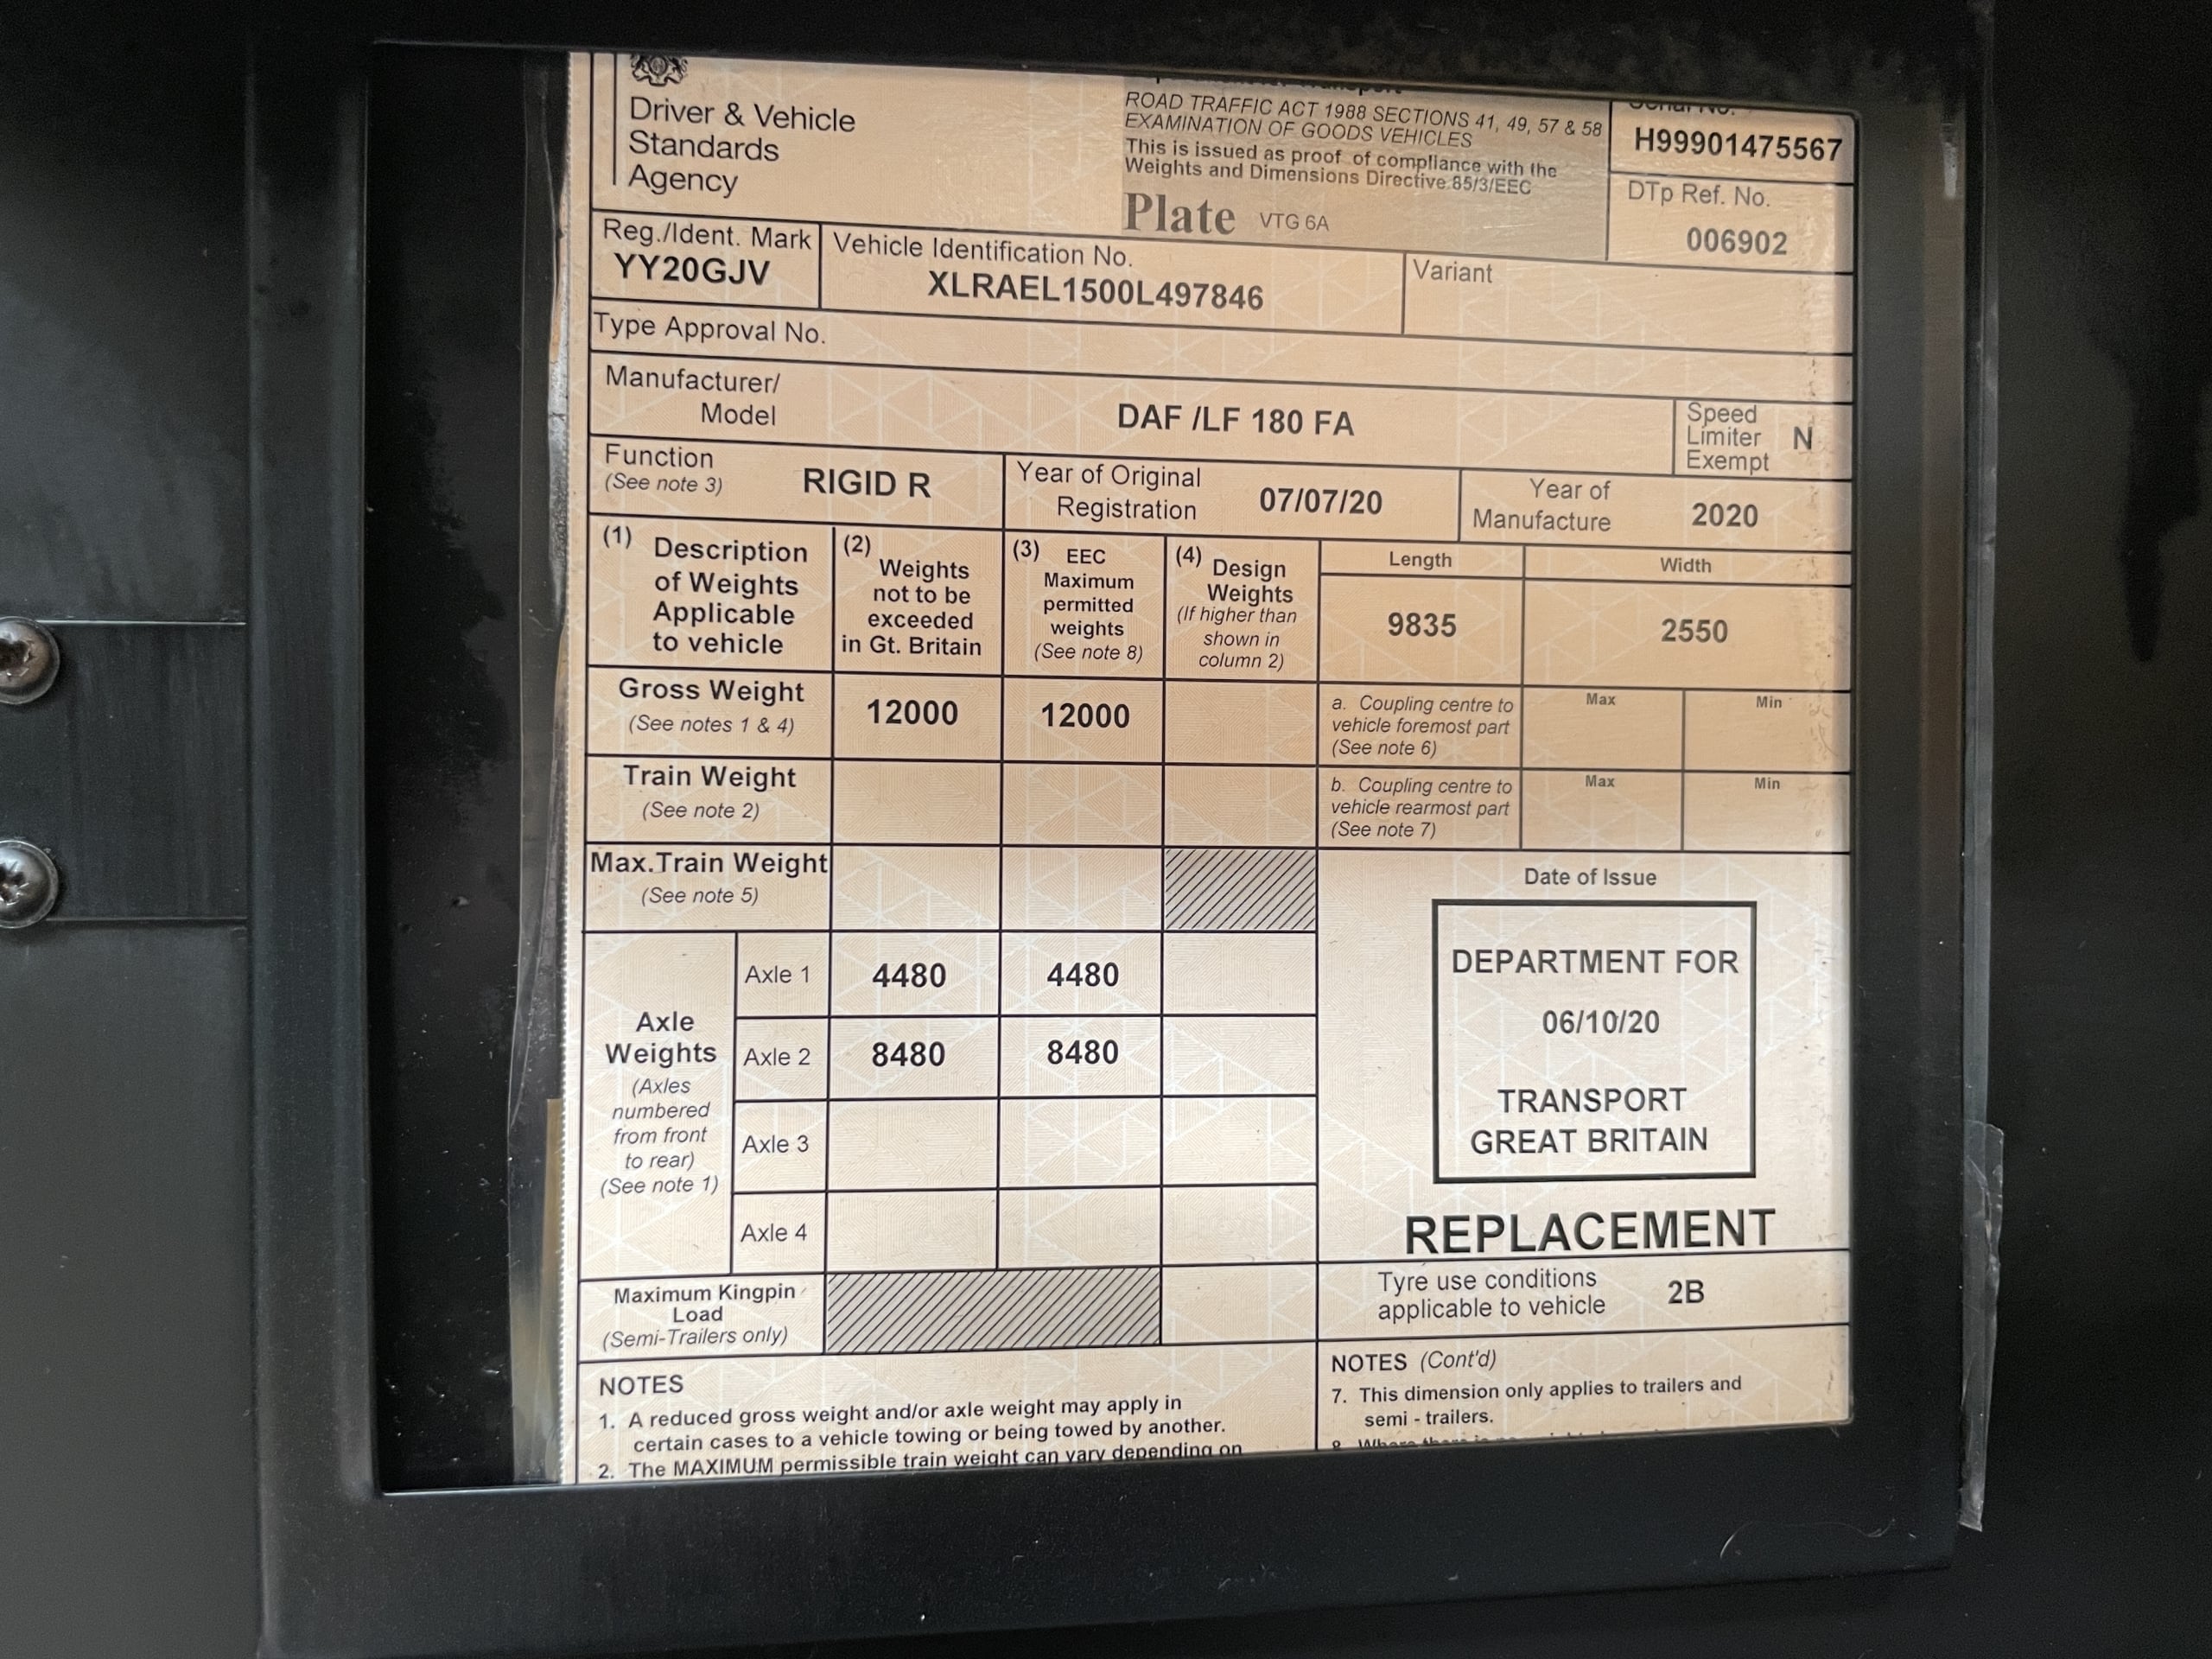 Driver & Vehicle
Standards
Agency
ROAD TRAFFIC ACT 1988 SECTIONS 41, 49, 57 & 58
EXAMINATION OF GOODS VEHICLES
This is issued as proof of compliance with the
Weights and Dimensions Directive 85/3/EEC
Plate VTG 6A
Serial No.
H99901475567
DTp Ref. No.
006902
Reg./Ident. Mark
YY20GJV
Vehicle Identification No.
XLRAEL1500L497846
Variant
Type Approval No.
Manufacturer/
Model
DAF /LF 180 FA
Speed
Limiter
Exempt
N
Function
(See note 3)
RIGID R
Year of Original
Registration
07/07/20
Year of
Manufacture
2020
(1) Description
of Weights
Applicable
to vehicle
(2) Weights
not to be
exceeded
in Gt. Britain
(3) EEC
Maximum
permitted
weights
(See note 8)
(4) Design
Weights
(If higher than
shown in
column 2)
Length
9835
Width
2550
Gross Weight
(See notes 1 & 4)
12000
12000
a. Coupling centre to
vehicle foremost part
(See note 6)
Max
Min
Train Weight
(See note 2)
b. Coupling centre to
vehicle rearmost part
(See note 7)
Max
Min
Max.Train Weight
(See note 5)
Axle
Weights
(Axles
numbered
from front
to rear)
(See note 1)
Axle 1
4480
4480
Axle 2
8480
8480
Axle 3
Axle 4
Date of Issue
DEPARTMENT FOR
06/10/20
TRANSPORT
GREAT BRITAIN
REPLACEMENT
Maximum Kingpin
Load
(Semi-Trailers only)
Tyre use conditions
applicable to vehicle
2B
NOTES
1. A reduced gross weight and/or axle weight may apply in
certain cases to a vehicle towing or being towed by another.
2. The MAXIMUM permissible train weight can vary depending on
NOTES (Cont'd)
7. This dimension only applies to trailers and
semi - trailers.